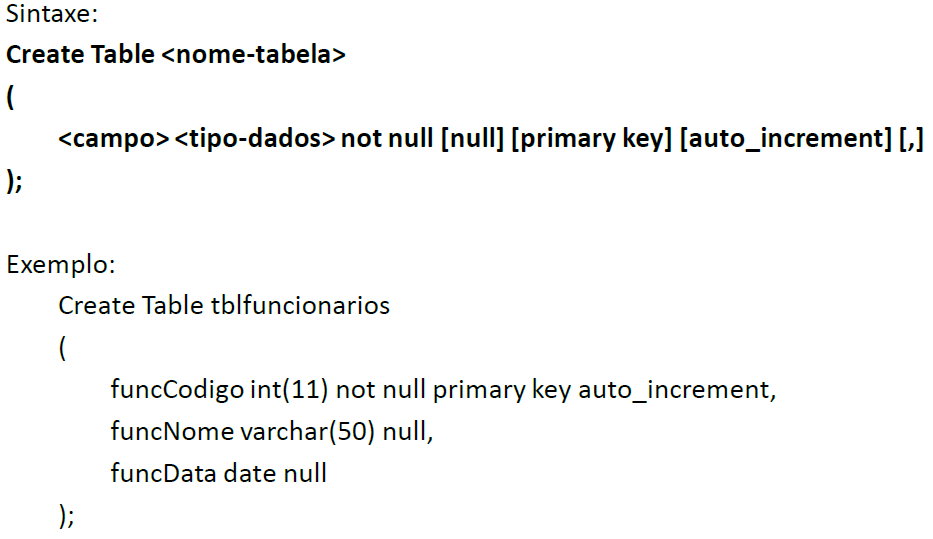 Sintaxe:
Create Table <nome-tabela>
(
<campo> <tipo-dados> not null [null] [primary key] [auto_increment] [,]
);
Exemplo:
Create Table tblfuncionarios
(
funcCodigo int(11) not null primary key auto_increment,
funcNome varchar(50) null,
funcData date null
);